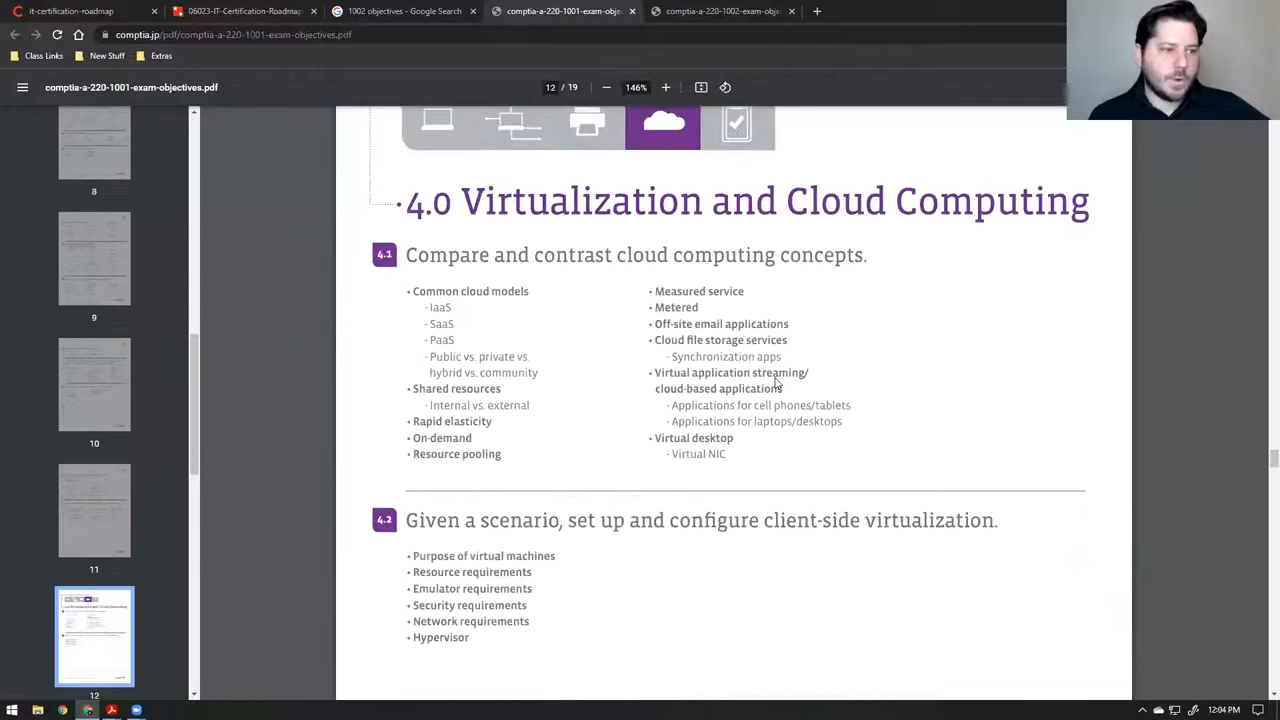 it-certification-roadmap
06023-IT-Certification-Roadmap
1002 objectives - Google Search
comptia-a-220-1001-exam-obje
comptia-a-220-1002-exam-obje
comptia.jp/pdf/comptia-a-220-1001-exam-objectives.pdf
Class Links
New Stuff
Extras
comptia-a-220-1001-exam-objectives.pdf
12 / 19
146%
8
9
10
11
12
4.0 Virtualization and Cloud Computing
4.1 Compare and contrast cloud computing concepts.
• Common cloud models
- IaaS
- SaaS
- PaaS
- Public vs. private vs.
hybrid vs. community
• Shared resources
- Internal vs. external
• Rapid elasticity
• On-demand
• Resource pooling
• Measured service
• Metered
• Off-site email applications
• Cloud file storage services
- Synchronization apps
• Virtual application streaming/
cloud-based applications
- Applications for cell phones/tablets
- Applications for laptops/desktops
• Virtual desktop
- Virtual NIC
4.2 Given a scenario, set up and configure client-side virtualization.
• Purpose of virtual machines
• Resource requirements
• Emulator requirements
• Security requirements
• Network requirements
• Hypervisor
12:04 PM